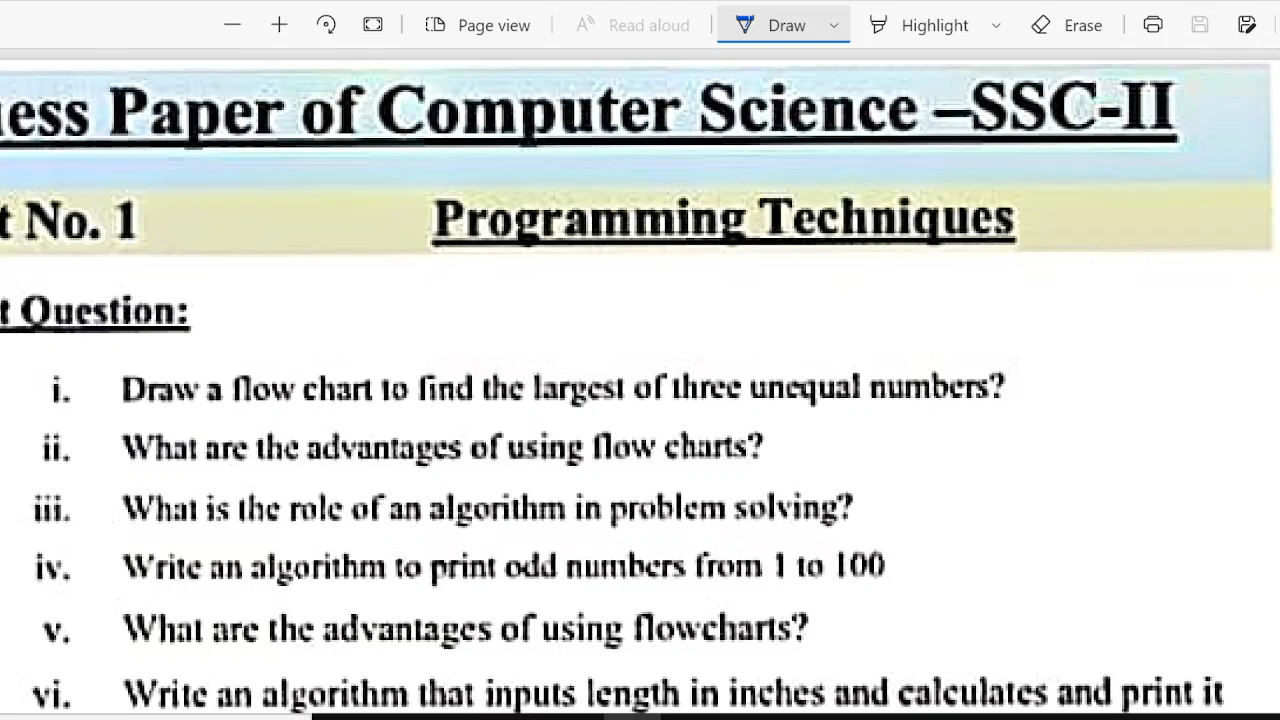 Page view
Read aloud
Draw
Highlight
Erase
ess Paper of Computer Science –SSC-II
t No. 1 Programming Techniques
t Question:
i. Draw a flow chart to find the largest of three unequal numbers?
ii. What are the advantages of using flow charts?
iii. What is the role of an algorithm in problem solving?
iv. Write an algorithm to print odd numbers from 1 to 100
v. What are the advantages of using flowcharts?
vi. Write an algorithm that inputs length in inches and calculates and print it